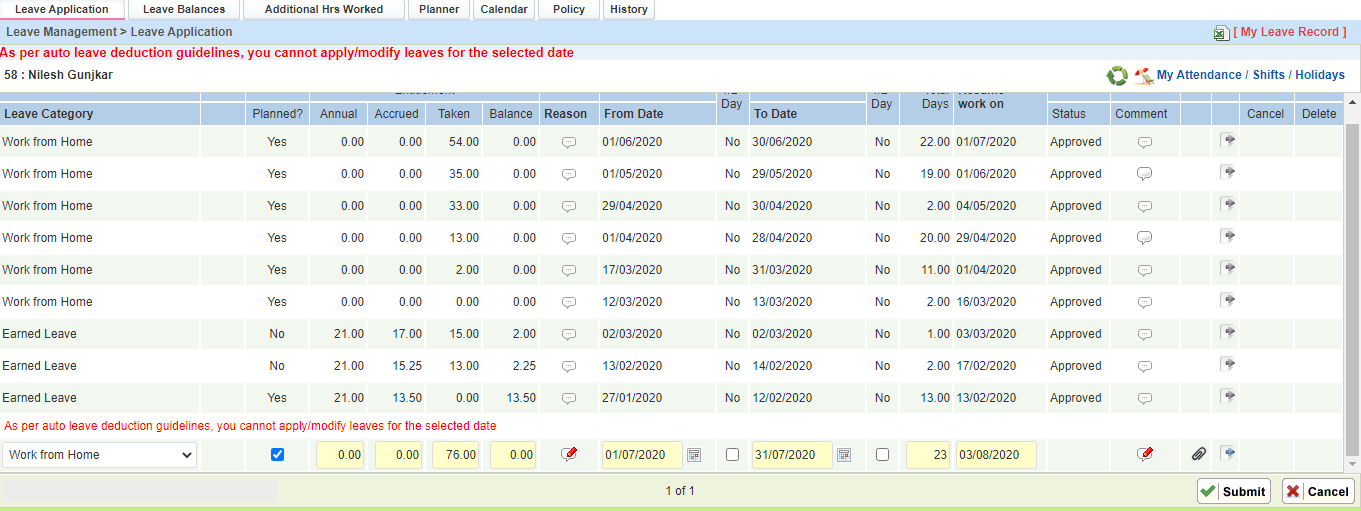 Leave Application Leave Balances Additional Hrs Worked Planner Calendar Policy History
Leave Management > Leave Application [ My Leave Record ]
As per auto leave deduction guidelines, you cannot apply/modify leaves for the selected date
58 : Nilesh Gunjkar My Attendance / Shifts / Holidays
Leave Category Planned? Annual Accrued Taken Balance Reason From Date Day To Date Day Days work on Status Comment Cancel Delete
Work from Home Yes 0.00 0.00 54.00 0.00 01/06/2020 No 30/06/2020 No 22.00 01/07/2020 Approved
Work from Home Yes 0.00 0.00 35.00 0.00 01/05/2020 No 29/05/2020 No 19.00 01/06/2020 Approved
Work from Home Yes 0.00 0.00 33.00 0.00 29/04/2020 No 30/04/2020 No 2.00 04/05/2020 Approved
Work from Home Yes 0.00 0.00 13.00 0.00 01/04/2020 No 28/04/2020 No 20.00 29/04/2020 Approved
Work from Home Yes 0.00 0.00 2.00 0.00 17/03/2020 No 31/03/2020 No 11.00 01/04/2020 Approved
Work from Home Yes 0.00 0.00 0.00 0.00 12/03/2020 No 13/03/2020 No 2.00 16/03/2020 Approved
Earned Leave No 21.00 17.00 15.00 2.00 02/03/2020 No 02/03/2020 No 1.00 03/03/2020 Approved
Earned Leave No 21.00 15.25 13.00 2.25 13/02/2020 No 14/02/2020 No 2.00 17/02/2020 Approved
Earned Leave Yes 21.00 13.50 0.00 13.50 27/01/2020 No 12/02/2020 No 13.00 13/02/2020 Approved
As per auto leave deduction guidelines, you cannot apply/modify leaves for the selected date
Work from Home 0.00 0.00 76.00 0.00 01/07/2020 31/07/2020 23 03/08/2020
1 of 1 Submit Cancel